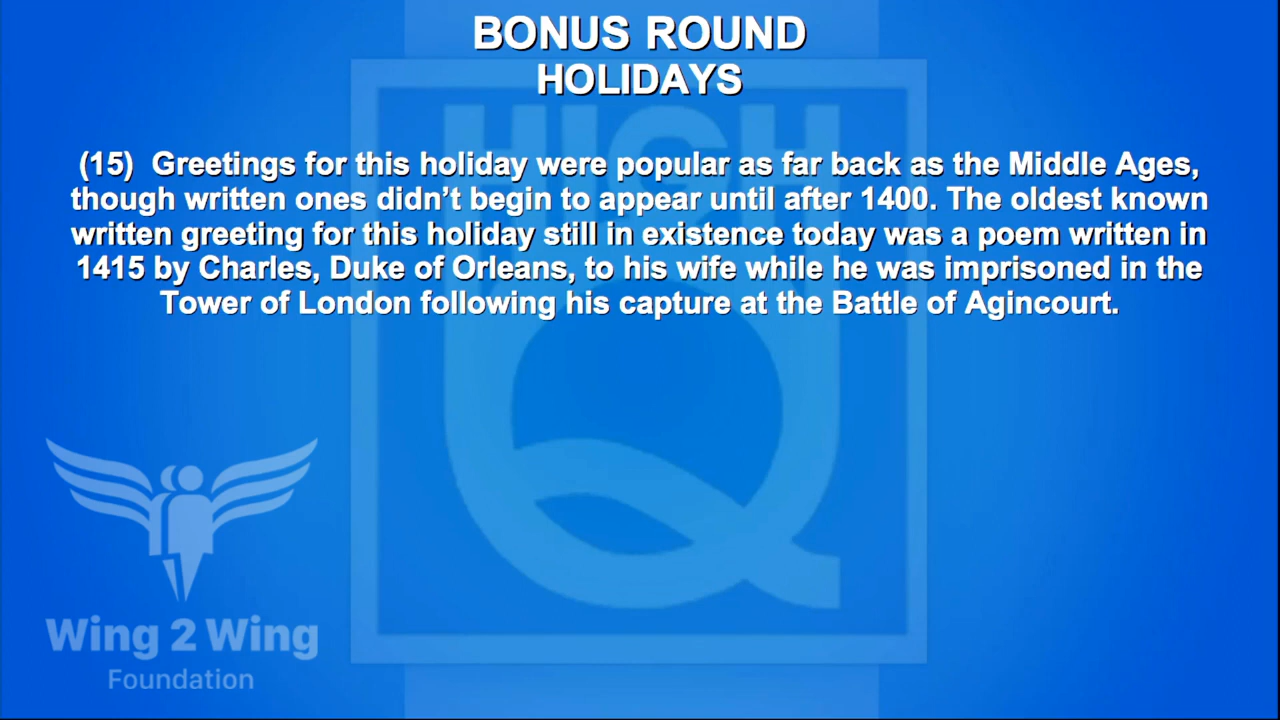 BONUS ROUND
HOLIDAYS
(15) Greetings for this holiday were popular as far back as the Middle Ages,
though written ones didn’t begin to appear until after 1400. The oldest known
written greeting for this holiday still in existence today was a poem written in
1415 by Charles, Duke of Orleans, to his wife while he was imprisoned in the
Tower of London following his capture at the Battle of Agincourt.
HIGH
Q
Wing 2 Wing
Foundation